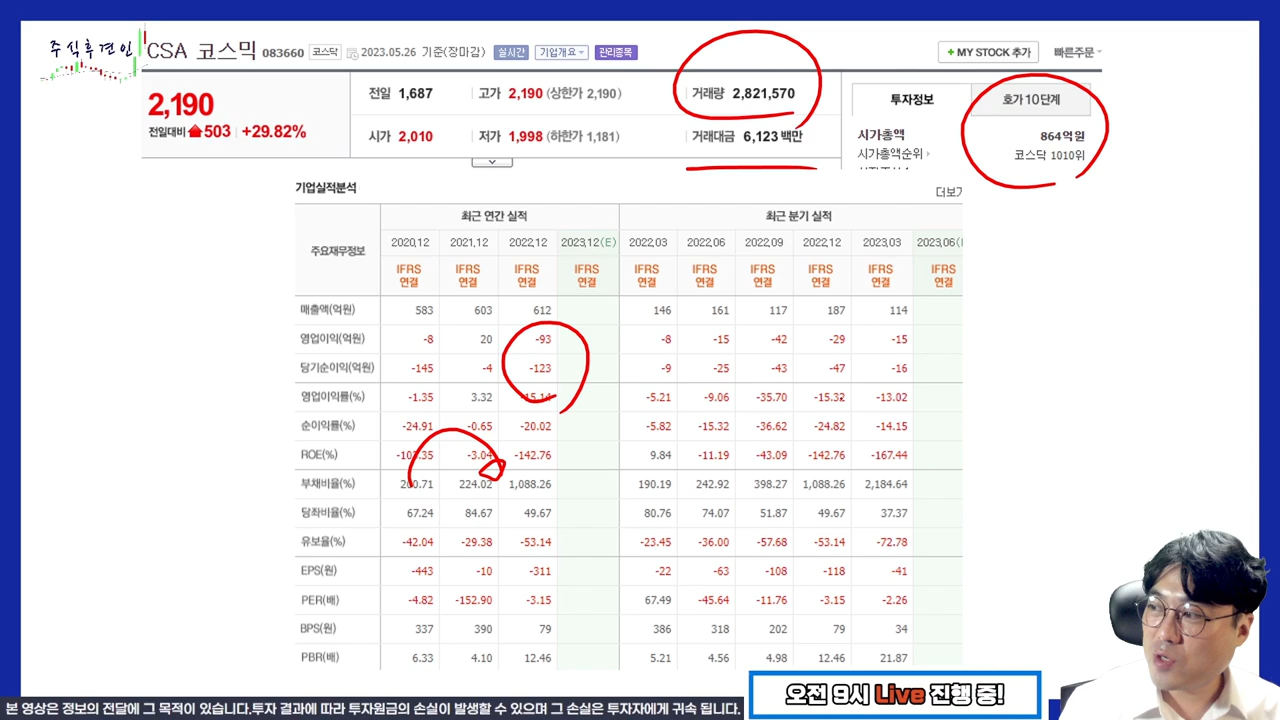 주식후견인
CSA 코스믹 083660 코스닥 2023.05.26 기준(장마감) 실시간 기업개요 관리종목
+ MY STOCK 추가 빠른주문
2,190
전일대비 503 +29.82%
전일 1,687 고가 2,190 (상한가 2,190) 거래량 2,821,570
시가 2,010 저가 1,998 (하한가 1,181) 거래대금 6,123 백만
투자정보 호가 10단계
시가총액 864억원
시가총액순위 코스닥 1010위
기업실적분석 더보기
주요재무정보 최근 연간 실적 최근 분기 실적
2020.12 2021.12 2022.12 2023.12(E) 2022.03 2022.06 2022.09 2022.12 2023.03 2023.06(
IFRS IFRS IFRS IFRS IFRS IFRS IFRS IFRS IFRS IFRS
연결 연결 연결 연결 연결 연결 연결 연결 연결 연결
매출액(억원) 583 603 612 146 161 117 187 114
영업이익(억원) -8 20 -93 -8 -15 -42 -29 -15
당기순이익(억원) -145 -4 -123 -9 -25 -43 -47 -16
영업이익률(%) -1.35 3.32 -15.14 -5.21 -9.06 -35.70 -15.32 -13.02
순이익률(%) -24.91 -0.65 -20.02 -5.82 -15.32 -36.62 -24.82 -14.15
ROE(%) -3.04 -142.76 9.84 -11.19 -43.09 -142.76 -167.44
부채비율(%) 200.71 224.02 1,088.26 190.19 242.92 398.27 1,088.26 2,184.64
당좌비율(%) 67.24 84.67 49.67 80.76 74.07 51.87 49.67 37.37
유보율(%) -42.04 -29.38 -53.14 -23.45 -36.00 -57.68 -53.14 -72.78
EPS(원) -443 -10 -311 -22 -63 -108 -118 -41
PER(배) -4.82 -152.90 -3.15 67.49 -45.64 -11.76 -3.15 -2.26
BPS(원) 337 390 79 386 318 202 79 34
PBR(배) 6.33 4.10 12.46 5.21 4.56 4.98 12.46 21.87
오전 9시 Live 진행 중!
본 영상은 정보의 전달에 그 목적이 있습니다.투자 결과에 따라 투자원금의 손실이 발생할 수 있으며 그 손실은 투자자에게 귀속 됩니다.